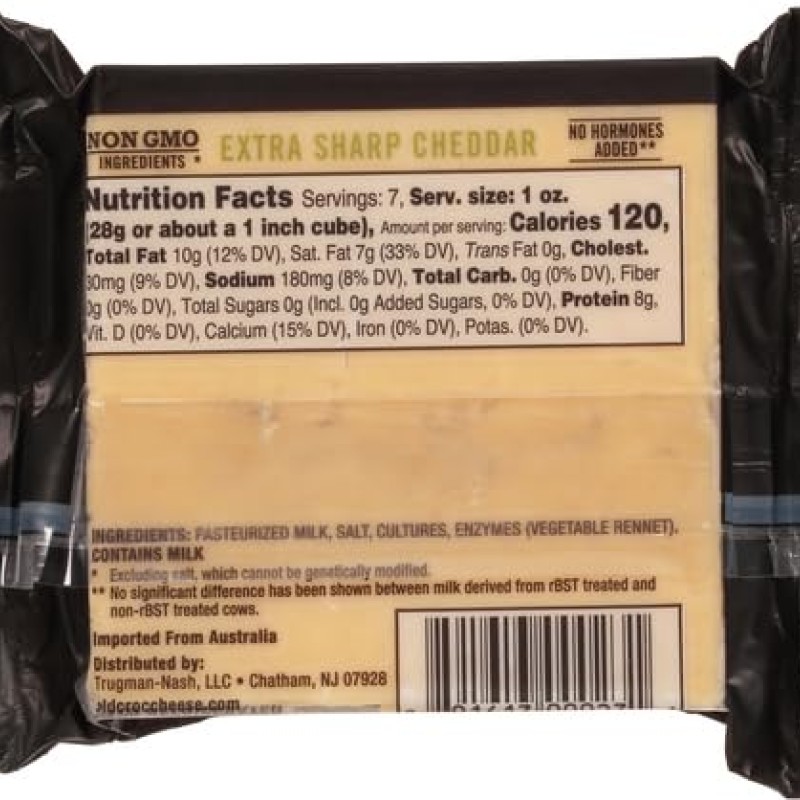 NON GMO
INGREDIENTS *
EXTRA SHARP CHEDDAR
NO HORMONES
ADDED**
Nutrition Facts Servings: 7, Serv. size: 1 oz.
(28g or about a 1 inch cube), Amount per serving: Calories 120,
Total Fat 10g (12% DV), Sat. Fat 7g (33% DV), Trans Fat 0g, Cholest.
30mg (9% DV), Sodium 180mg (8% DV), Total Carb. 0g (0% DV), Fiber
0g (0% DV), Total Sugars 0g (Incl. 0g Added Sugars, 0% DV), Protein 8g,
Vit. D (0% DV), Calcium (15% DV), Iron (0% DV), Potas. (0% DV).
INGREDIENTS: PASTEURIZED MILK, SALT, CULTURES, ENZYMES (VEGETABLE RENNET).
CONTAINS MILK
* Excluding salt, which cannot be genetically modified.
** No significant difference has been shown between milk derived from rBST treated and
non-rBST treated cows.
Imported From Australia
Distributed by:
Trugman-Nash, LLC • Chatham, NJ 07928
oldcroccheese.com